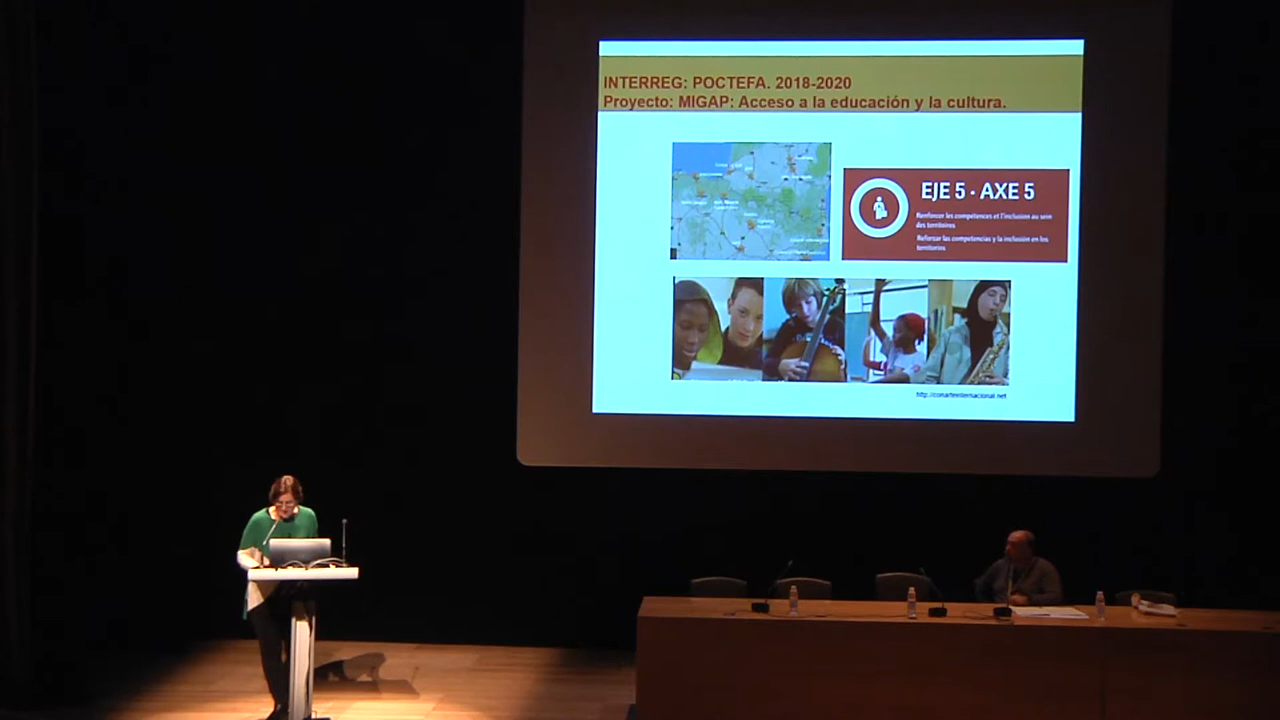 INTERREG: POCTEFA. 2018-2020
Proyecto: MIGAP: Acceso a la educación y la cultura.
EJE 5 · AXE 5
Renforcer les compétences et l'inclusion au sein
des territoires
Reforzar las competencias y la inclusión en los
territorios
http://conarteinternacional.net